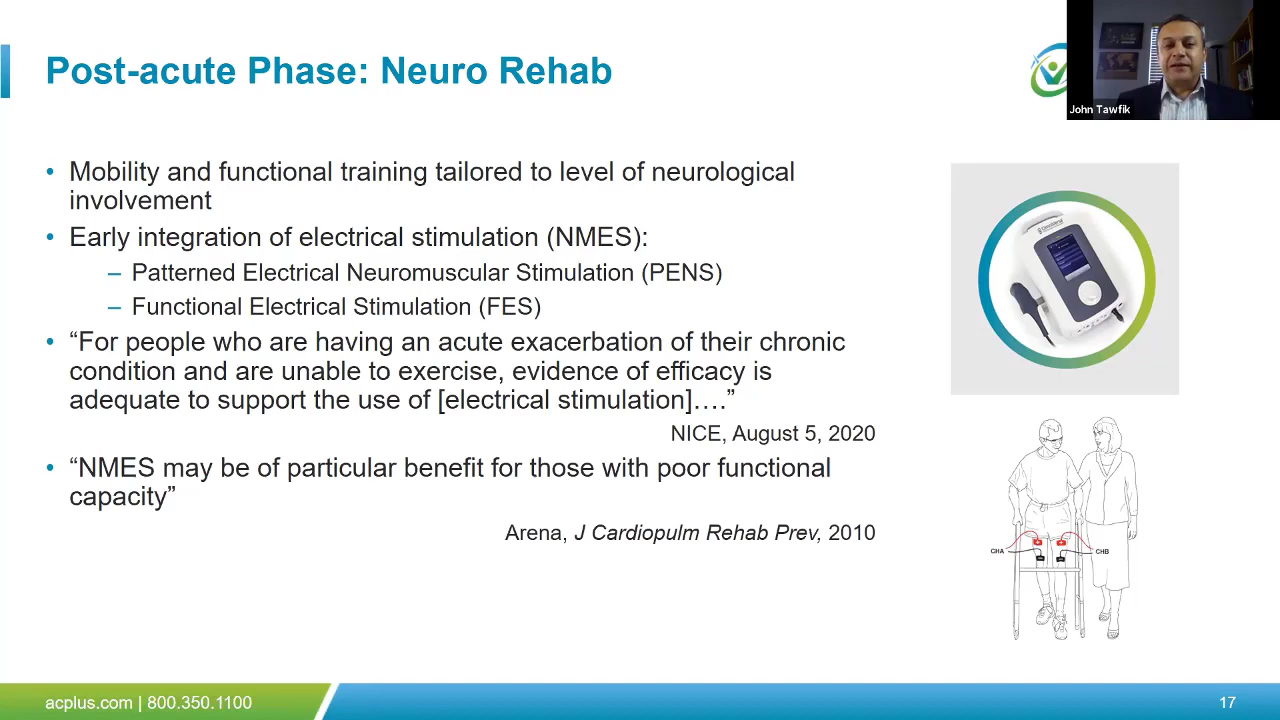 Post-acute Phase: Neuro Rehab
John Tawfik
• Mobility and functional training tailored to level of neurological
involvement
• Early integration of electrical stimulation (NMES):
– Patterned Electrical Neuromuscular Stimulation (PENS)
– Functional Electrical Stimulation (FES)
• “For people who are having an acute exacerbation of their chronic
condition and are unable to exercise, evidence of efficacy is
adequate to support the use of [electrical stimulation]….”
NICE, August 5, 2020
• “NMES may be of particular benefit for those with poor functional
capacity”
Arena, J Cardiopulm Rehab Prev, 2010
CHA
CHB
acplus.com | 800.350.1100
17